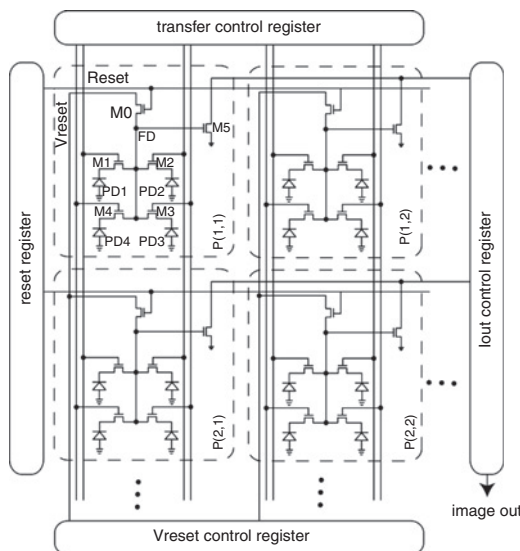 transfer control register
Reset
Vreset
M0
M5
FD
M1
M2
PD1
PD2
M4
M3
PD4
PD3
P(1,1)
P(1,2)
reset register
Iout control register
P(2,1)
P(2,2)
image out
Vreset control register